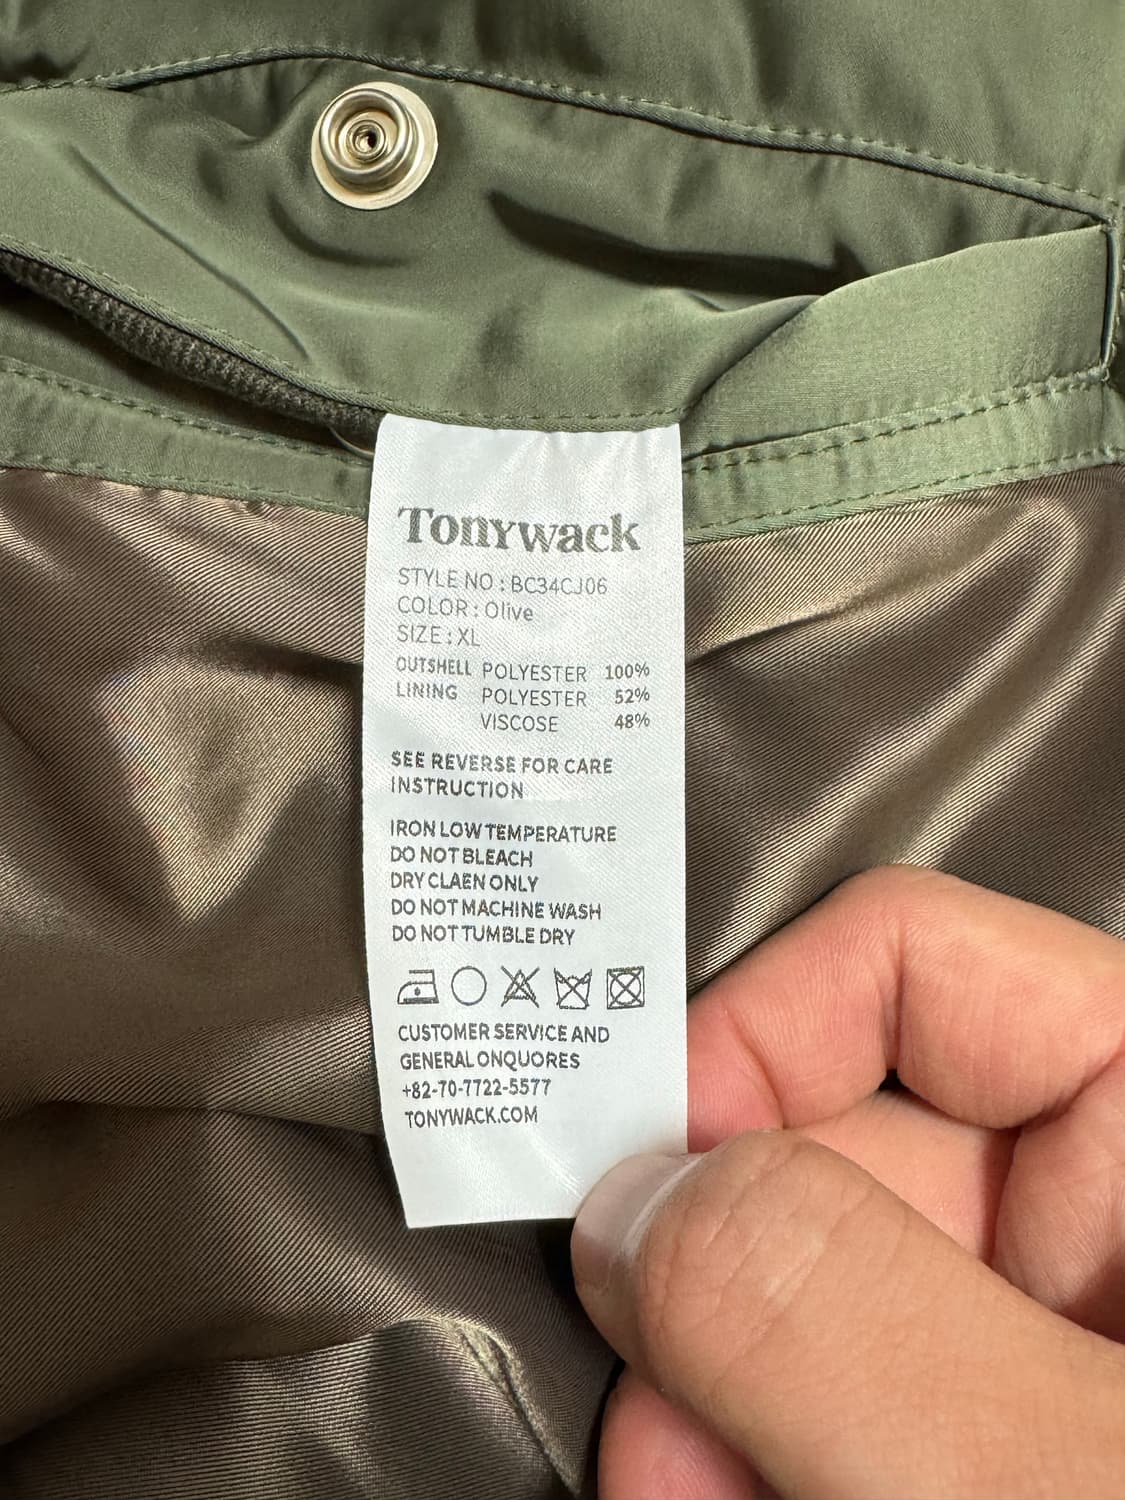 Tonywack
STYLE NO : BC34CJ06
COLOR : Olive
SIZE : XL
OUTSHELL POLYESTER 100%
LINING POLYESTER 52%
VISCOSE 48%
SEE REVERSE FOR CARE
INSTRUCTION
IRON LOW TEMPERATURE
DO NOT BLEACH
DRY CLAEN ONLY
DO NOT MACHINE WASH
DO NOT TUMBLE DRY
CUSTOMER SERVICE AND
GENERAL ONQUORES
+82-70-7722-5577
TONYWACK.COM